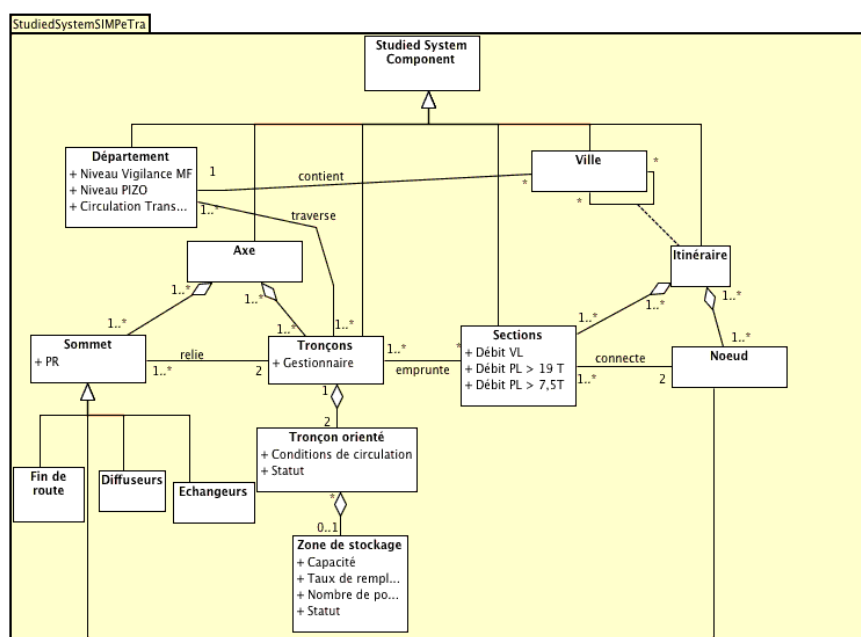 StudiedSystemSIMPeTra
Studied System
Component
Département
+ Niveau Vigilance MF
+ Niveau PIZO
+ Circulation Trans...
1
contient
*
Ville
*
*
1..*
traverse
Axe
Itinéraire
1..*
1..*
1..*
1..*
1..*
1..*
1..*
1..*
1..*
Sommet
+ PR
relie
1..*
2
Tronçons
+ Gestionnaire
1..*
emprunte
*
Sections
+ Débit VL
+ Débit PL > 19 T
+ Débit PL > 7,5T
connecte
1..*
2
Noeud
1
2
Tronçon orienté
+ Conditions de circulation
+ Statut
Fin de
route
Diffuseurs
Echangeurs
*
0..1
Zone de stockage
+ Capacité
+ Taux de rempl...
+ Nombre de po...
+ Statut